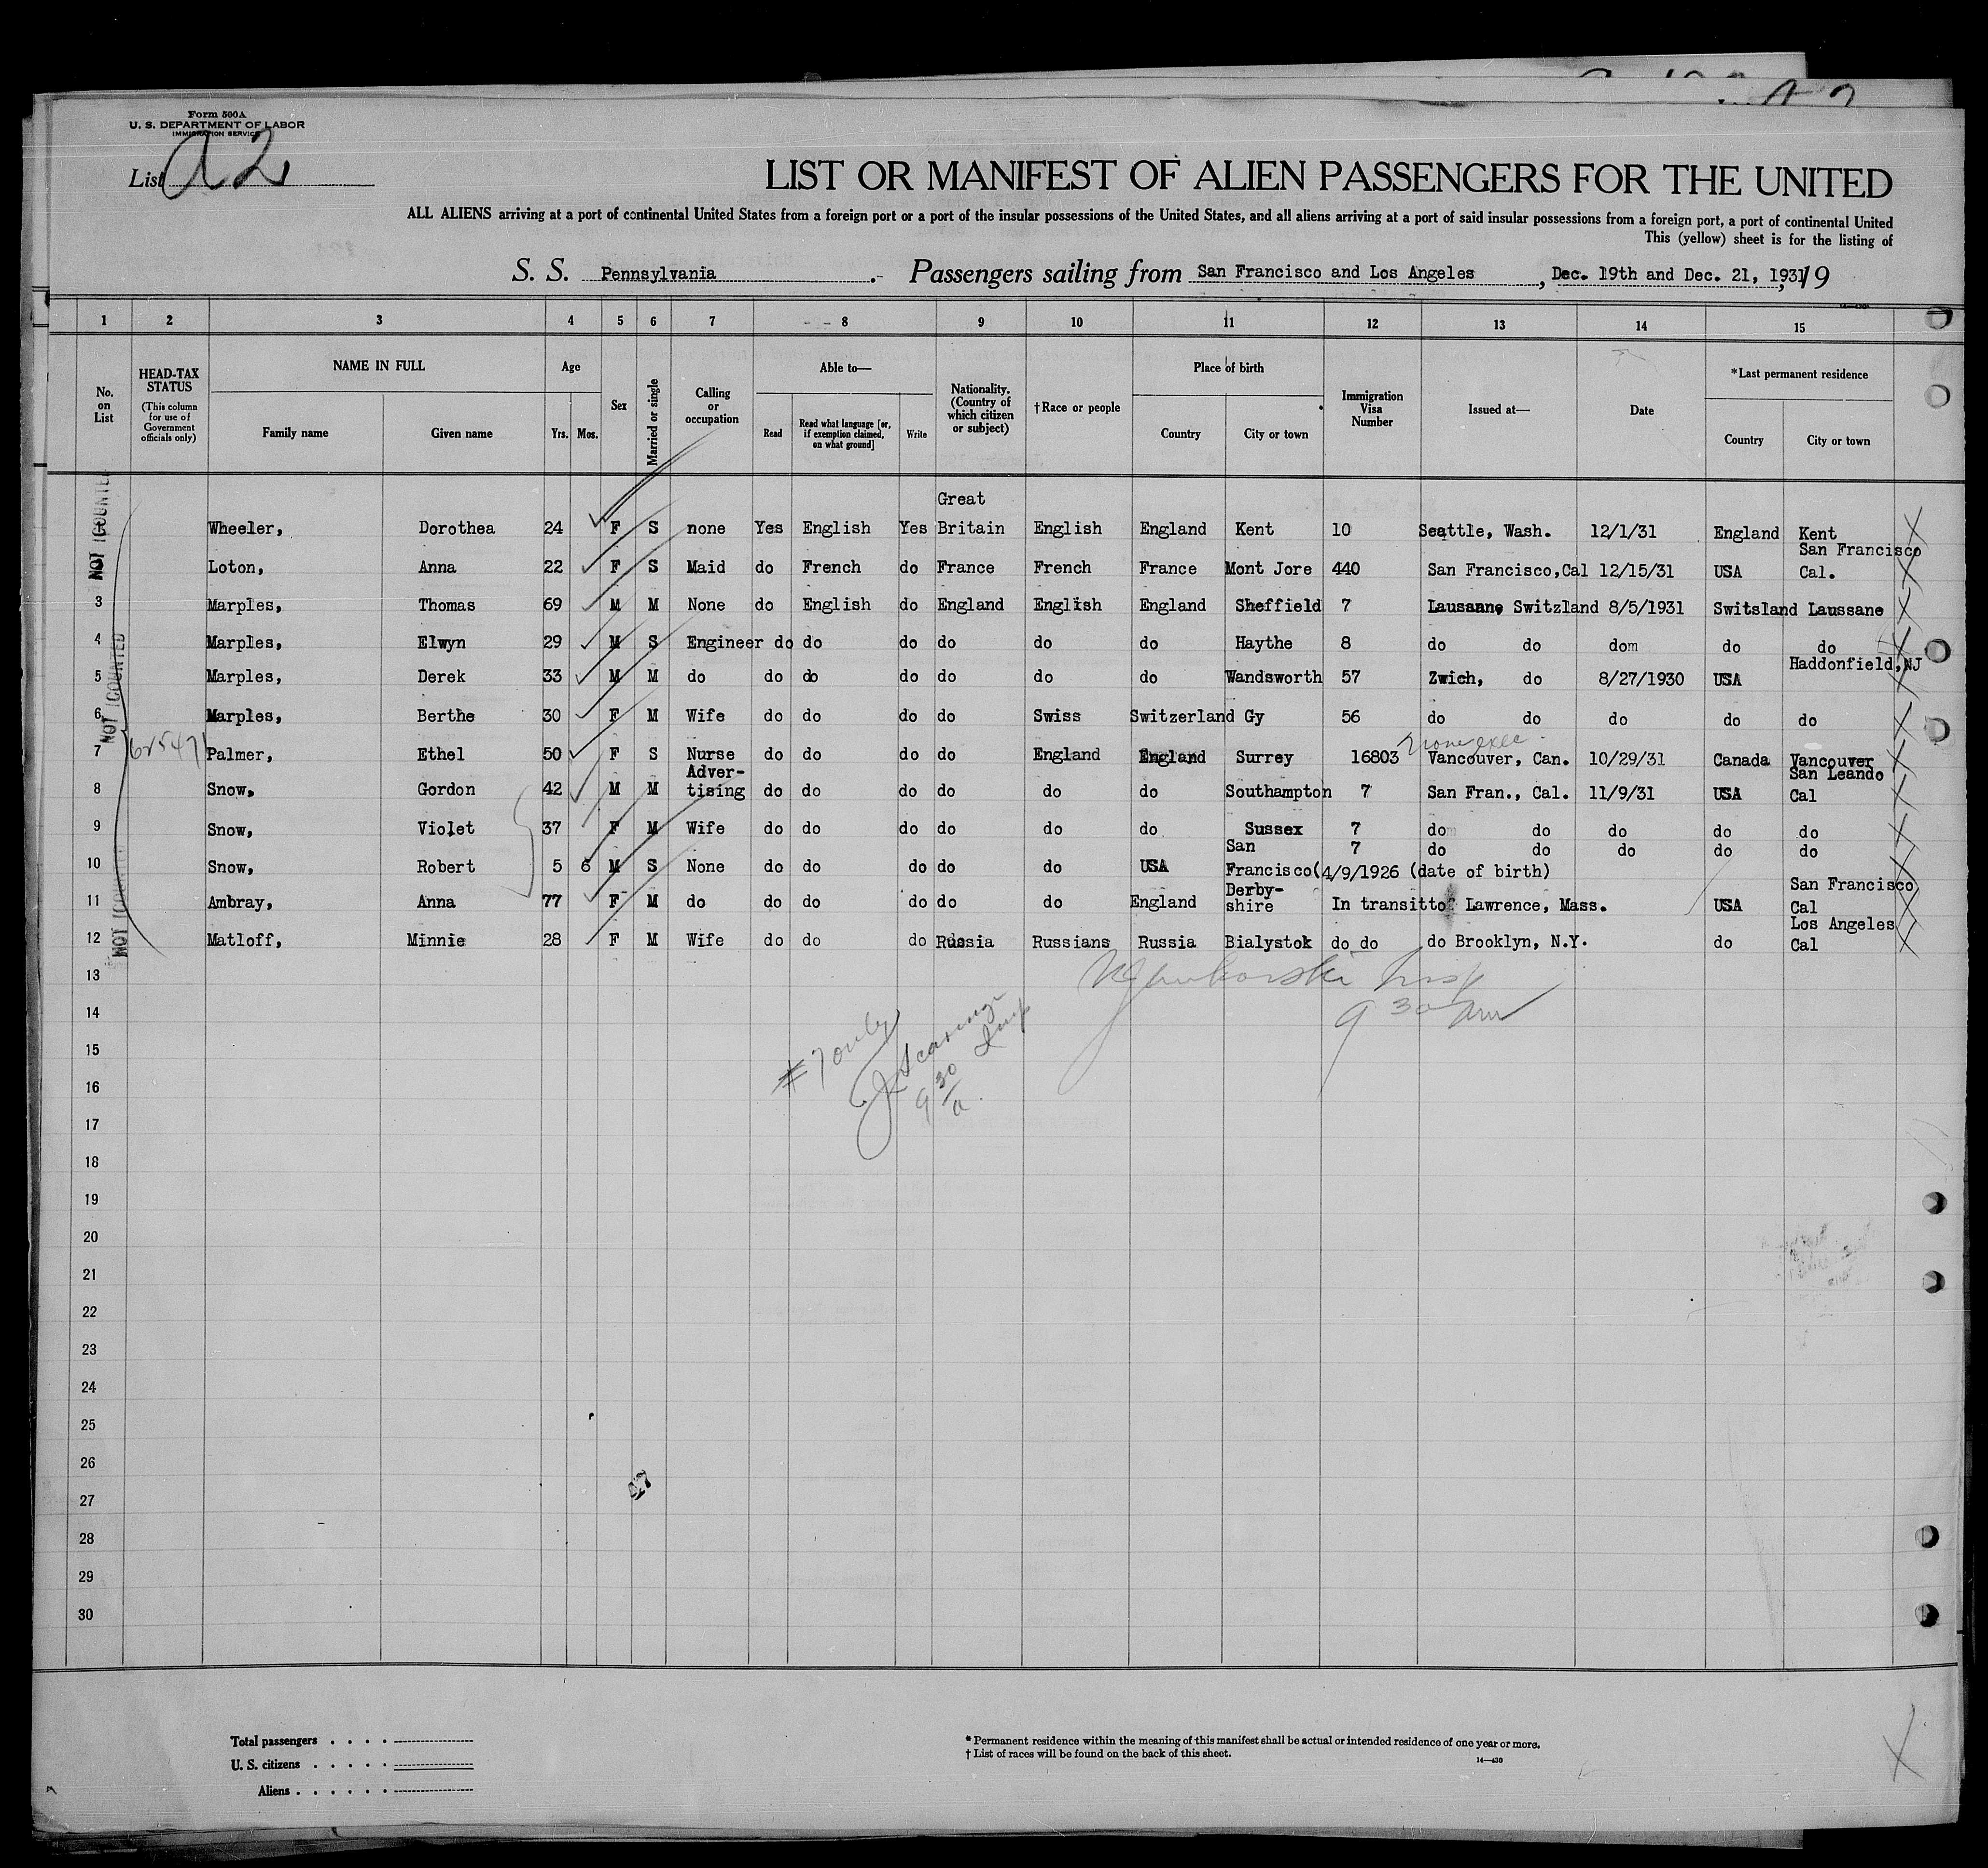 Form 500A
U. S. DEPARTMENT OF LABOR
IMMIGRATION SERVICE
List A2
LIST OR MANIFEST OF ALIEN PASSENGERS FOR THE UNITED
ALL ALIENS arriving at a port of continental United States from a foreign port or a port of the insular possessions of the United States, and all aliens arriving at a port of said insular possessions from a foreign port, a port of continental United
This (yellow) sheet is for the listing of
S. S. Pennsylvania Passengers sailing from San Francisco and Los Angeles, Dec. 19th and Dec. 21, 1931, 19
1 2 3 4 5 6 7 8 9 10 11 12 13 14 15
No. on List
HEAD-TAX STATUS
(This column for use of Government officials only)
NAME IN FULL
Family name Given name
Age
Yrs. Mos.
Sex
Married or single
Calling or occupation
Able to—
Read Read what language [or, if exemption claimed, on what ground] Write
Nationality. (Country of which citizen or subject)
†Race or people
Place of birth
Country City or town
Immigration Visa Number
Issued at—
Date
*Last permanent residence
Country City or town
Great
1 Wheeler, Dorothea 24 F S none Yes English Yes Britain English England Kent 10 Seattle, Wash. 12/1/31 England Kent
San Francisco
Loton, Anna 22 F S Maid do French do France French France Mont Jore 440 San Francisco,Cal 12/15/31 USA Cal.
3 Marples, Thomas 69 M M None do English do England English England Sheffield 7 Laussane Switzland 8/5/1931 Switsland Laussane
4 Marples, Elwyn 29 M S Engineer do do do do do do Haythe 8 do do dom do do
Haddonfield,NJ
5 Marples, Derek 33 M M do do do do do do do Wandsworth 57 Zwich, do 8/27/1930 USA
6 Marples, Berthe 30 F M Wife do do do do Swiss Switzerland Gy 56 do do do do do
7 Palmer, Ethel 50 F S Nurse do do do do England England Surrey 16803 Vancouver, Can. 10/29/31 Canada Vancouver
Adver- San Leando
8 Snow, Gordon 42 M M tising do do do do do do Southampton 7 San Fran., Cal. 11/9/31 USA Cal
9 Snow, Violet 37 F M Wife do do do do do do Sussex 7 do do do do do
San 7 do do do do do
10 Snow, Robert 5 6 M S None do do do do do USA Francisco(4/9/1926 (date of birth)
Derby- San Francisco
11 Ambray, Anna 77 F M do do do do do do England shire In transitto Lawrence, Mass. USA Cal
Los Angeles
12 Matloff, Minnie 28 F M Wife do do do Russia Russians Russia Bialystok do do do Brooklyn, N.Y. do Cal
NOT COUNTED
NOT COUNTED
NOT COUNTED
13
9 30 am
14
# 7 only
15
16
9 30 a
17
18
19
20
21
22
23
24
25
26
27
28
29
30
Total passengers
U. S. citizens
Aliens
* Permanent residence within the meaning of this manifest shall be actual or intended residence of one year or more.
† List of races will be found on the back of this sheet.
14—430